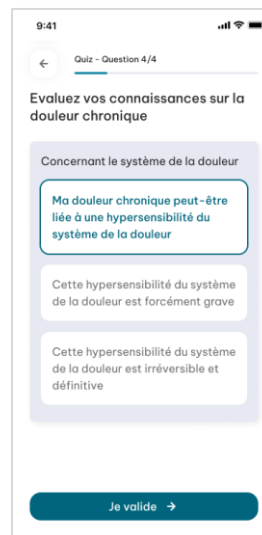 9:41
Quiz - Question 4/4
Evaluez vos connaissances sur la
douleur chronique
Concernant le système de la douleur
Ma douleur chronique peut-être
liée à une hypersensibilité du
système de la douleur
Cette hypersensibilité du système
de la douleur est forcément grave
Cette hypersensibilité du système
de la douleur est irréversible et
définitive
Je valide →